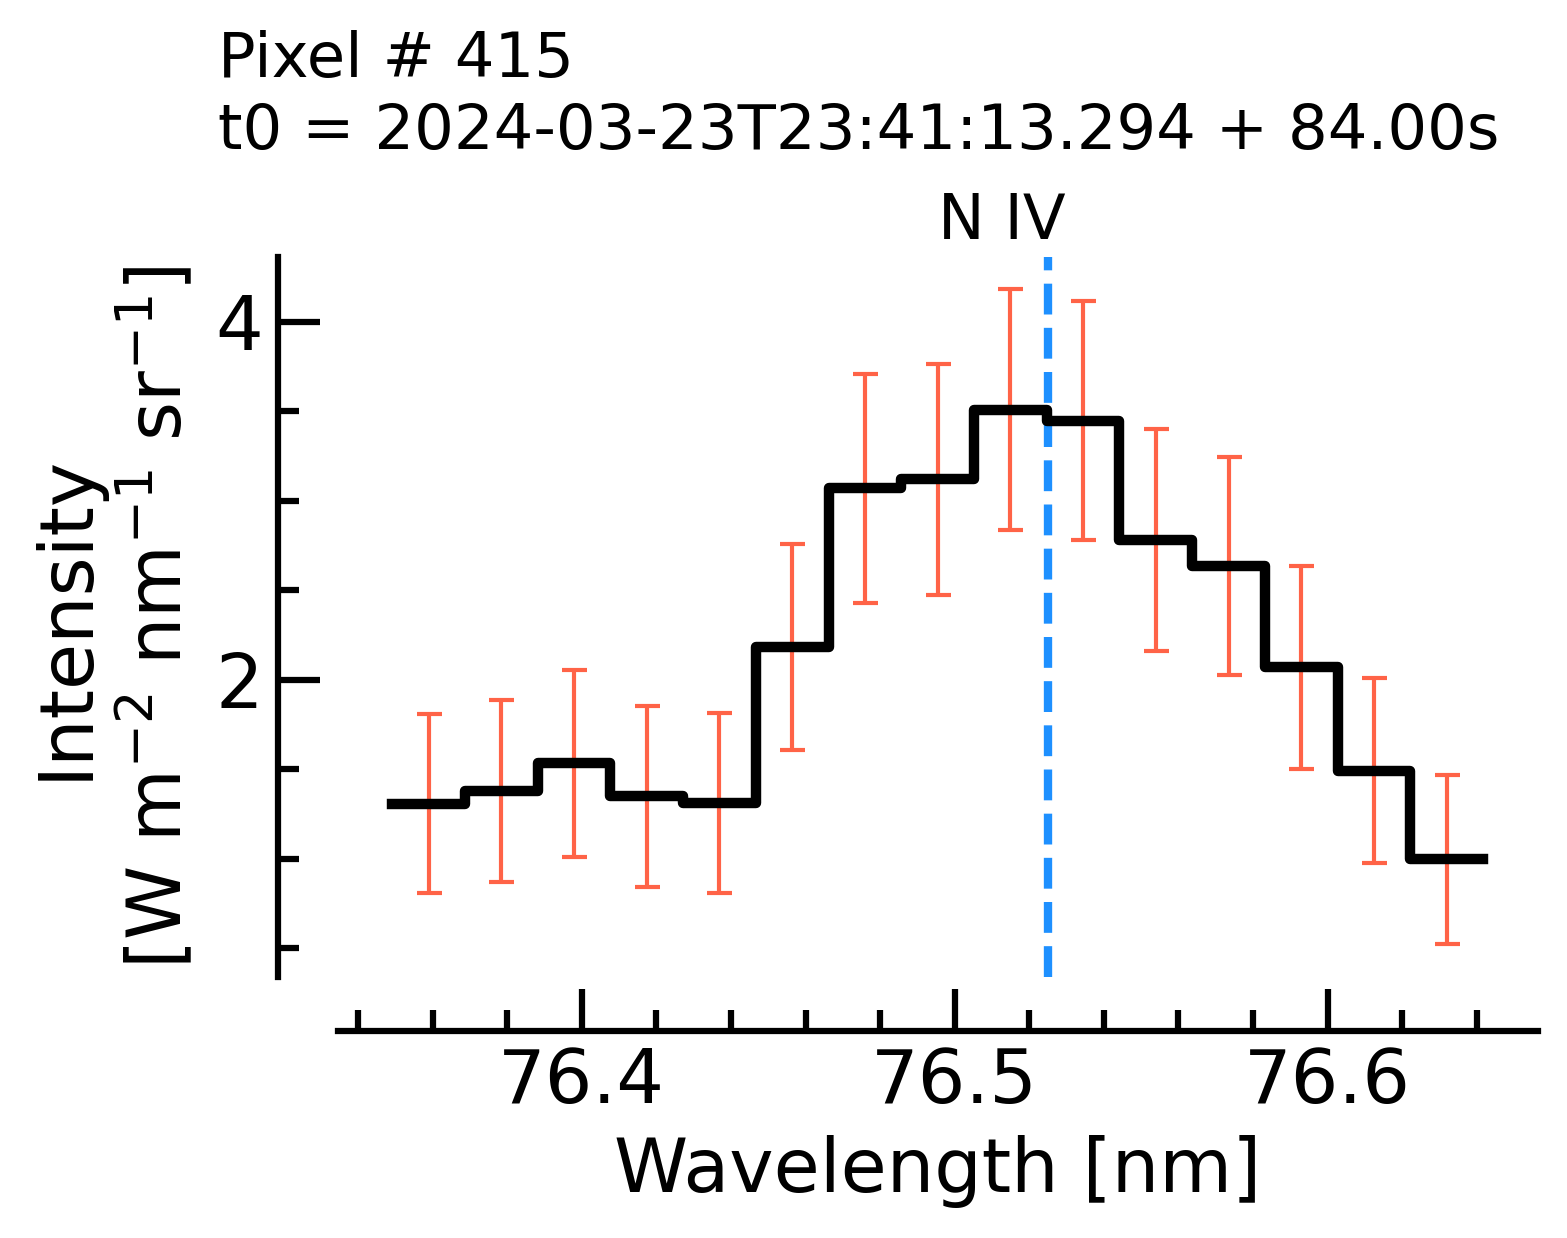 Pixel # 415
t0 = 2024-03-23T23:41:13.294 + 84.00s
N IV
Intensity
[W m⁻² nm⁻¹ sr⁻¹]
4
2
76.4 76.5 76.6
Wavelength [nm]